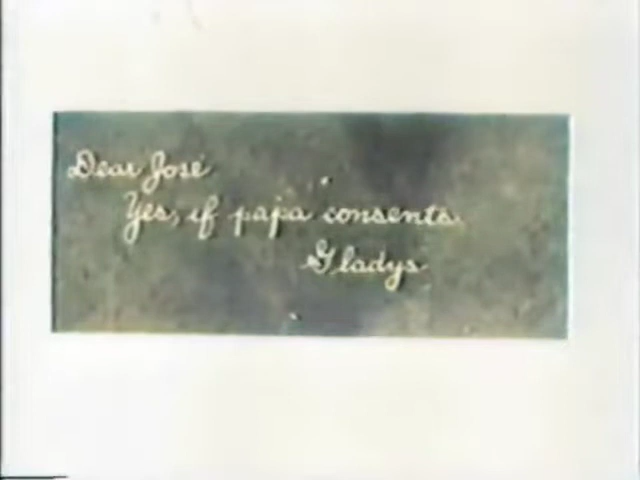 Dear José
Yes, if papa consents.
Gladys